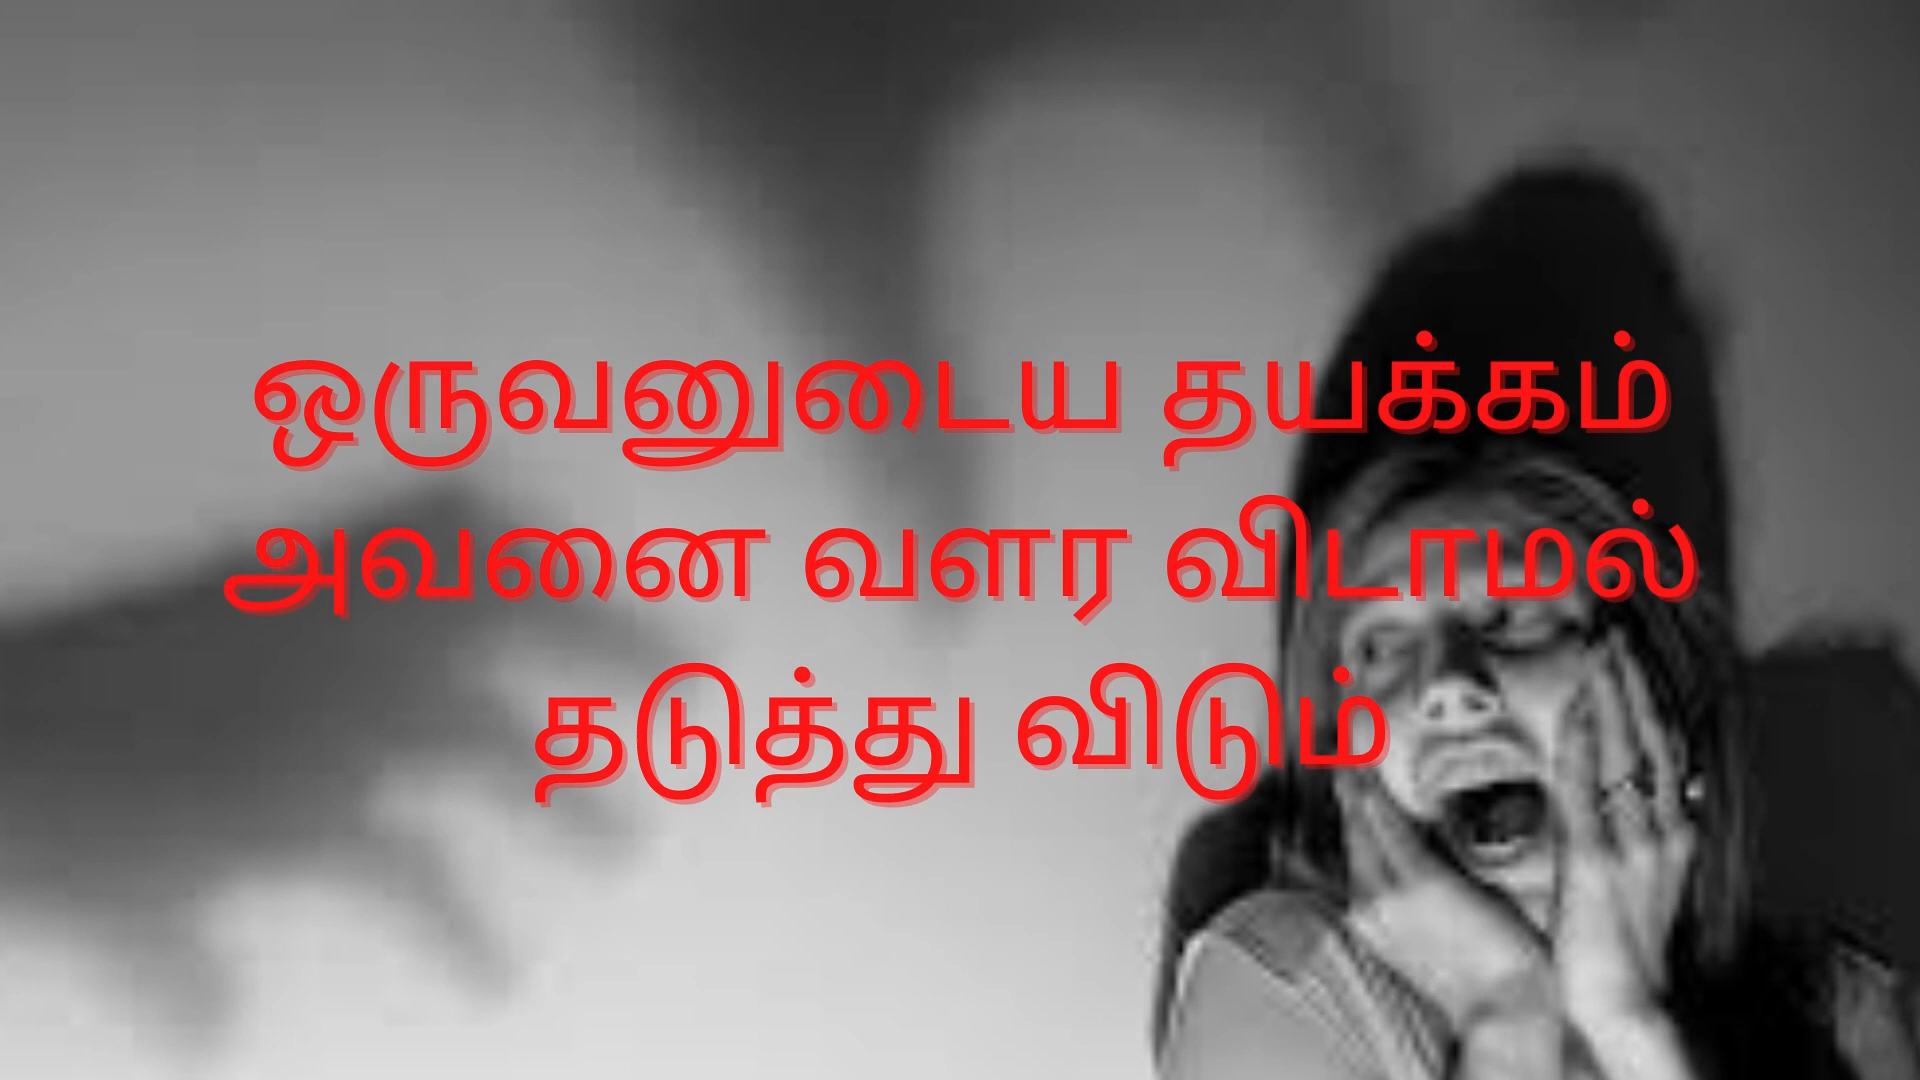 ஒருவனுடைய தயக்கம்
அவனை வளர விடாமல்
தடுத்து விடும்